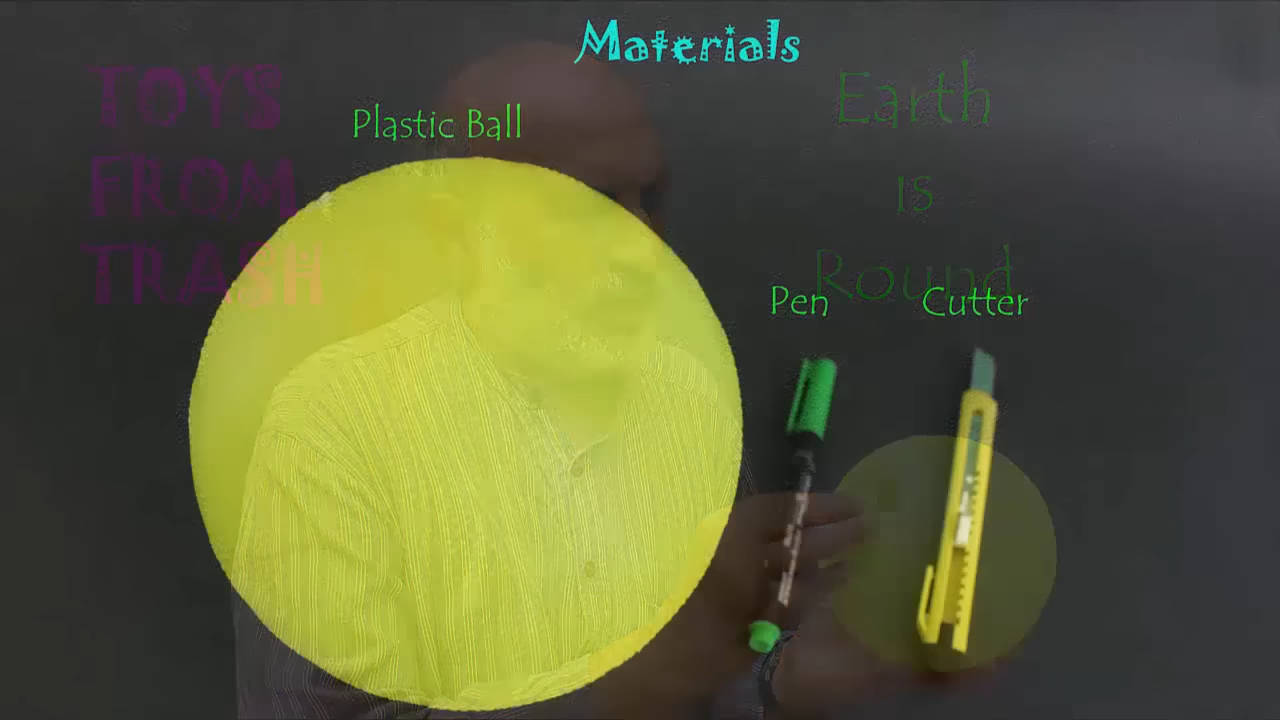 Materials
Plastic Ball
Pen
Cutter
TOYS
FROM
TRASH
Earth
is
Round